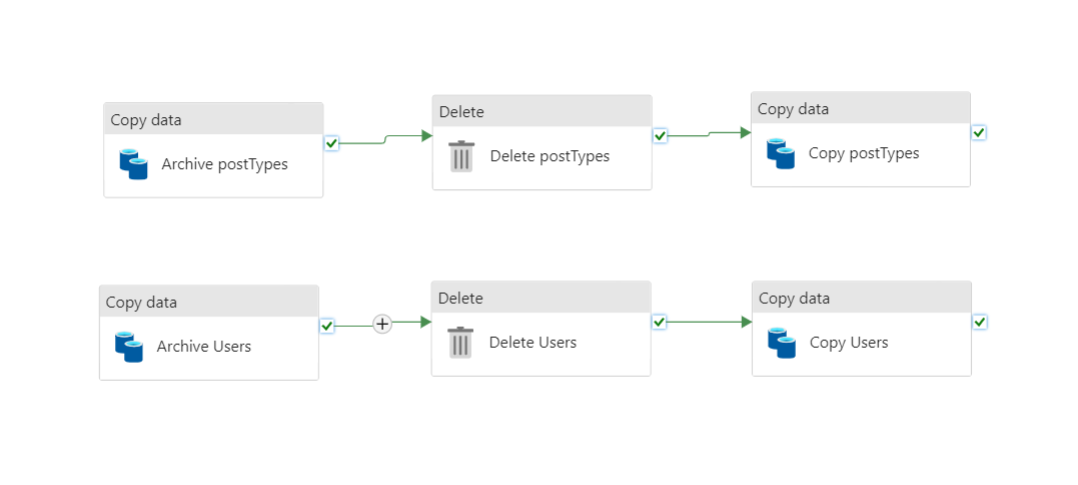 Copy data
Archive postTypes
Delete
Delete postTypes
Copy data
Copy postTypes
Copy data
Archive Users
Delete
Delete Users
Copy data
Copy Users